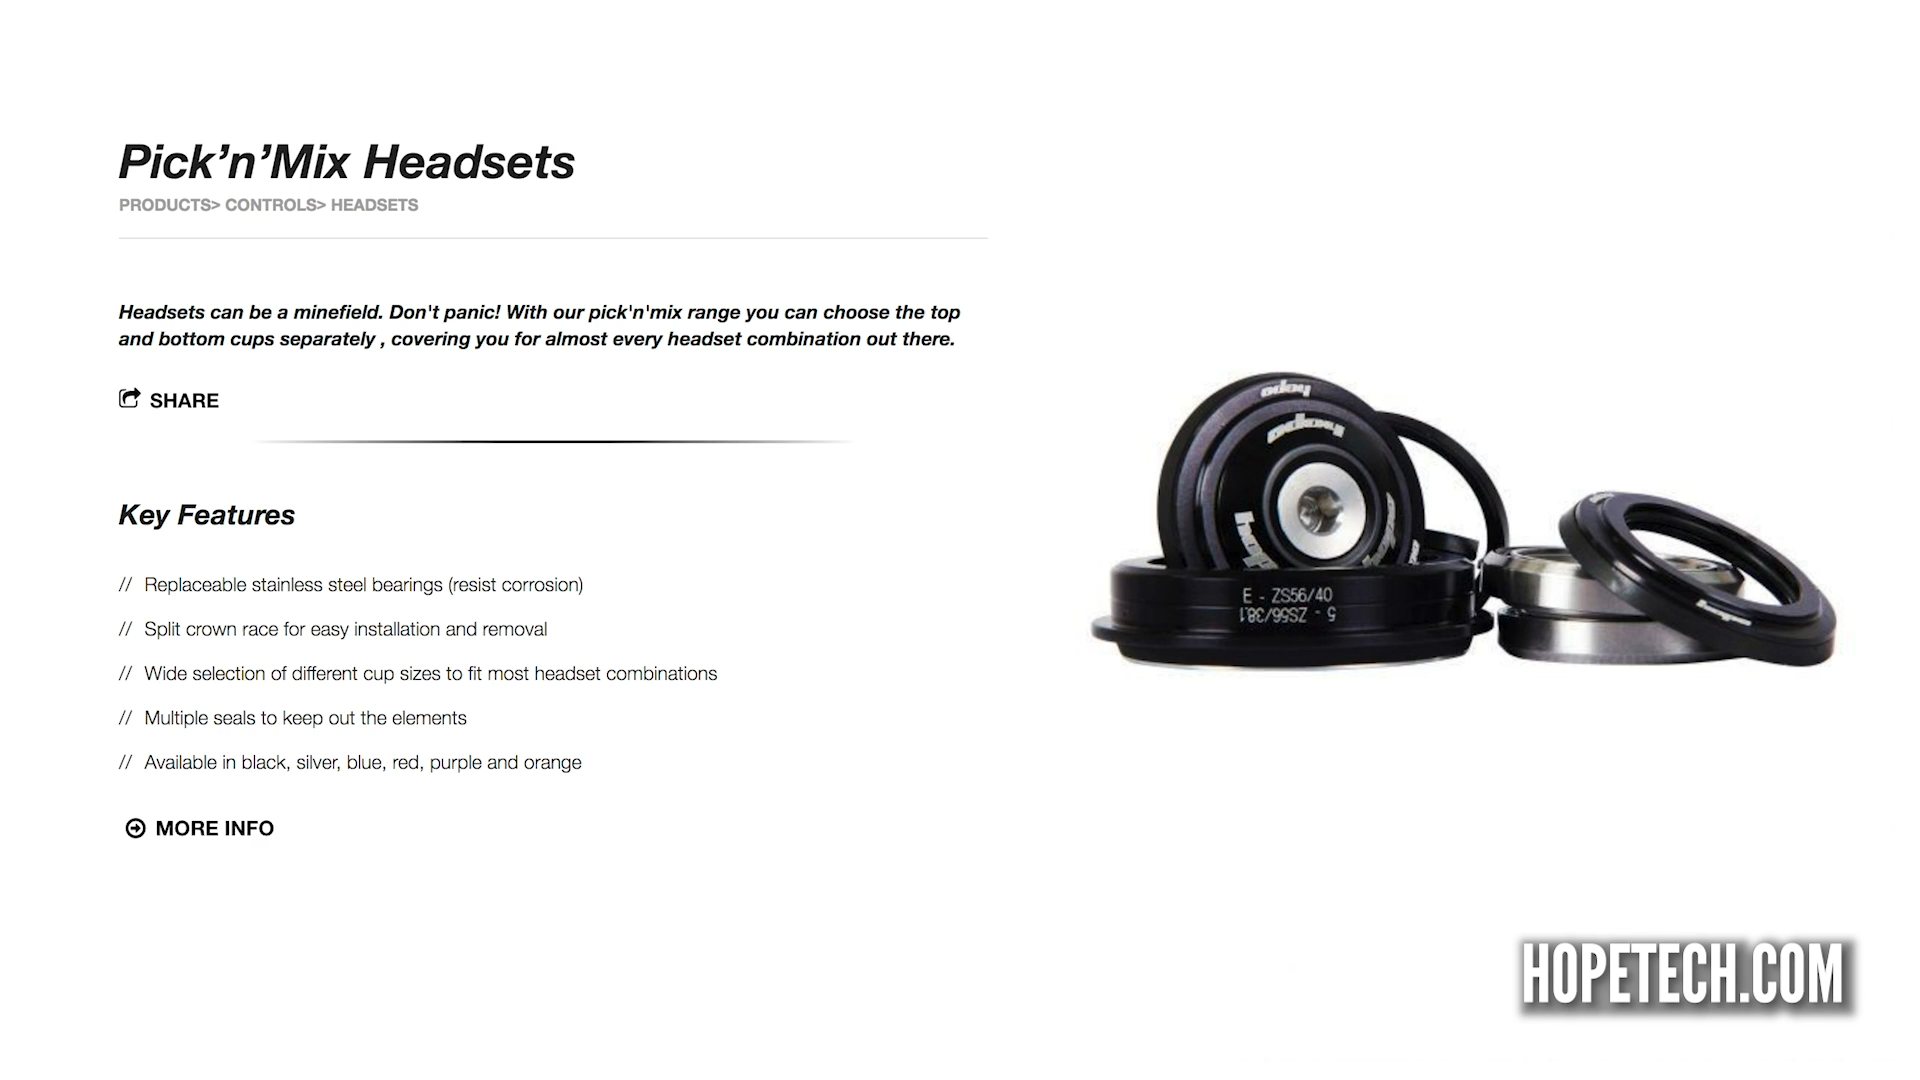 Pick’n’Mix Headsets
PRODUCTS> CONTROLS> HEADSETS
Headsets can be a minefield. Don't panic! With our pick'n'mix range you can choose the top
and bottom cups separately , covering you for almost every headset combination out there.
SHARE
Key Features
// Replaceable stainless steel bearings (resist corrosion)
// Split crown race for easy installation and removal
// Wide selection of different cup sizes to fit most headset combinations
// Multiple seals to keep out the elements
// Available in black, silver, blue, red, purple and orange
MORE INFO
hope
hope
hope
E - ZS56/40
5 - ZS56/38.1
HOPETECH.COM